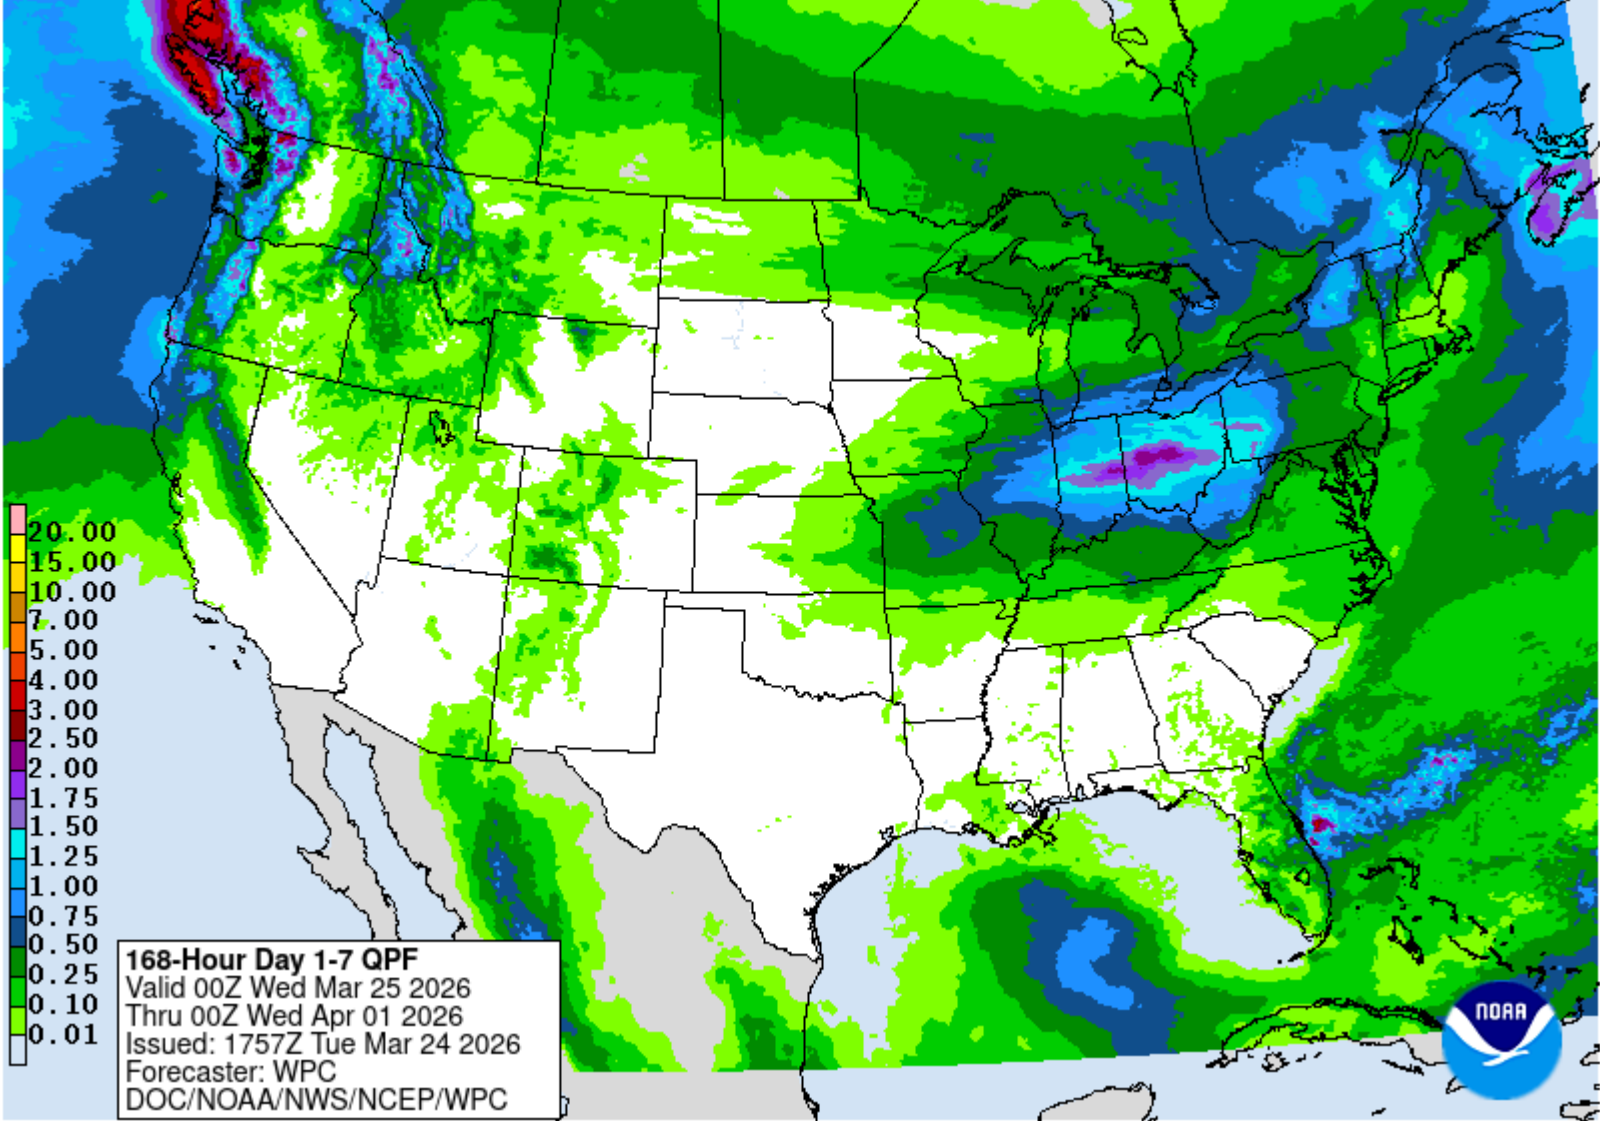 20.00
15.00
10.00
7.00
5.00
4.00
3.00
2.50
2.00
1.75
1.50
1.25
1.00
0.75
0.50
0.25
0.10
0.01
168-Hour Day 1-7 QPF
Valid 00Z Wed Mar 25 2026
Thru 00Z Wed Apr 01 2026
Issued: 1757Z Tue Mar 24 2026
Forecaster: WPC
DOC/NOAA/NWS/NCEP/WPC
NOAA